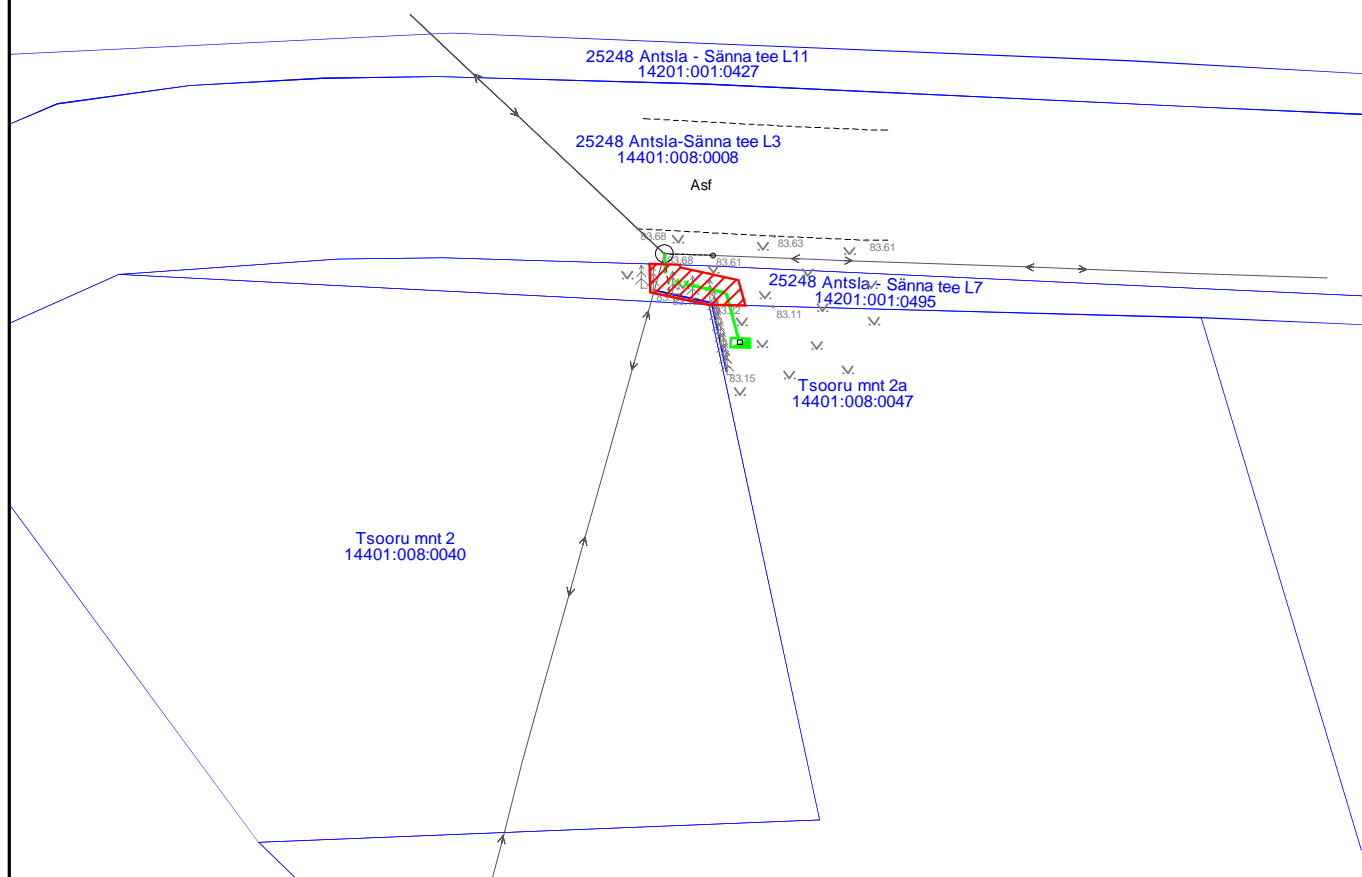 25248 Antsla - Sänna tee L11
14201:001:0427
25248 Antsla-Sänna tee L3
14401:008:0008
Asf
83.68
83.63
83.61
83.68
83.61
25248 Antsla - Sänna tee L7
14201:001:0495
83.11
83.15
Tsooru mnt 2a
14401:008:0047
Tsooru mnt 2
14401:008:0040